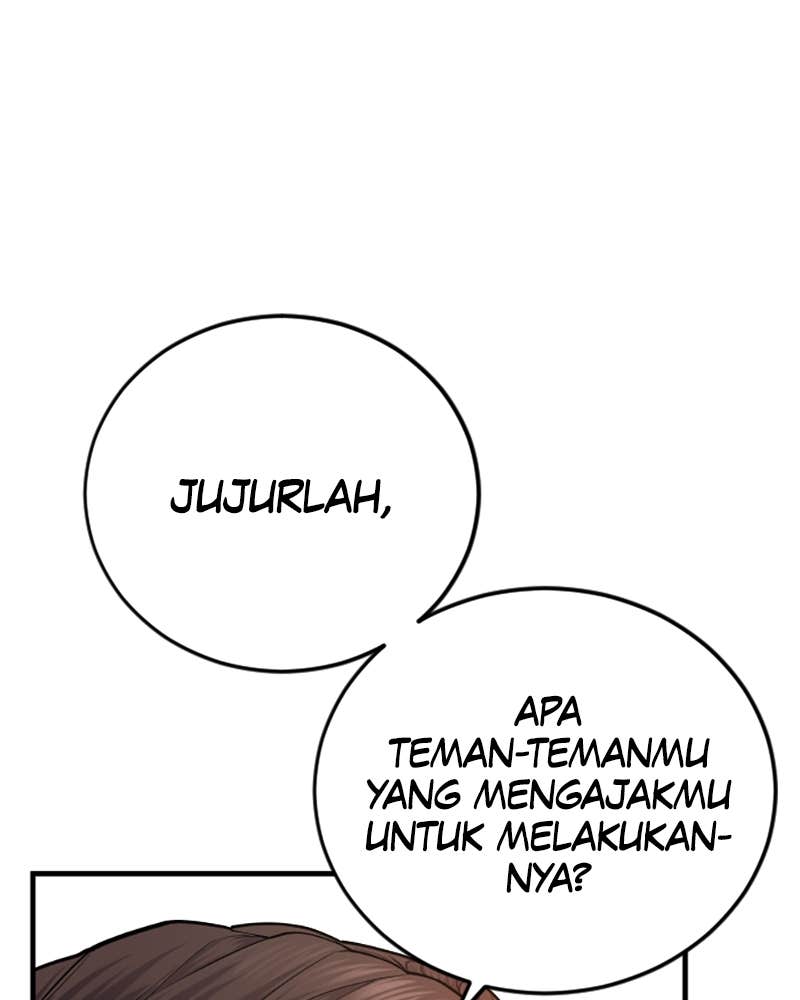 JUJURLAH,
APA
TEMAN-TEMANMU
YANG MENGAJAKMU
UNTUK MELAKUKAN-
NYA?